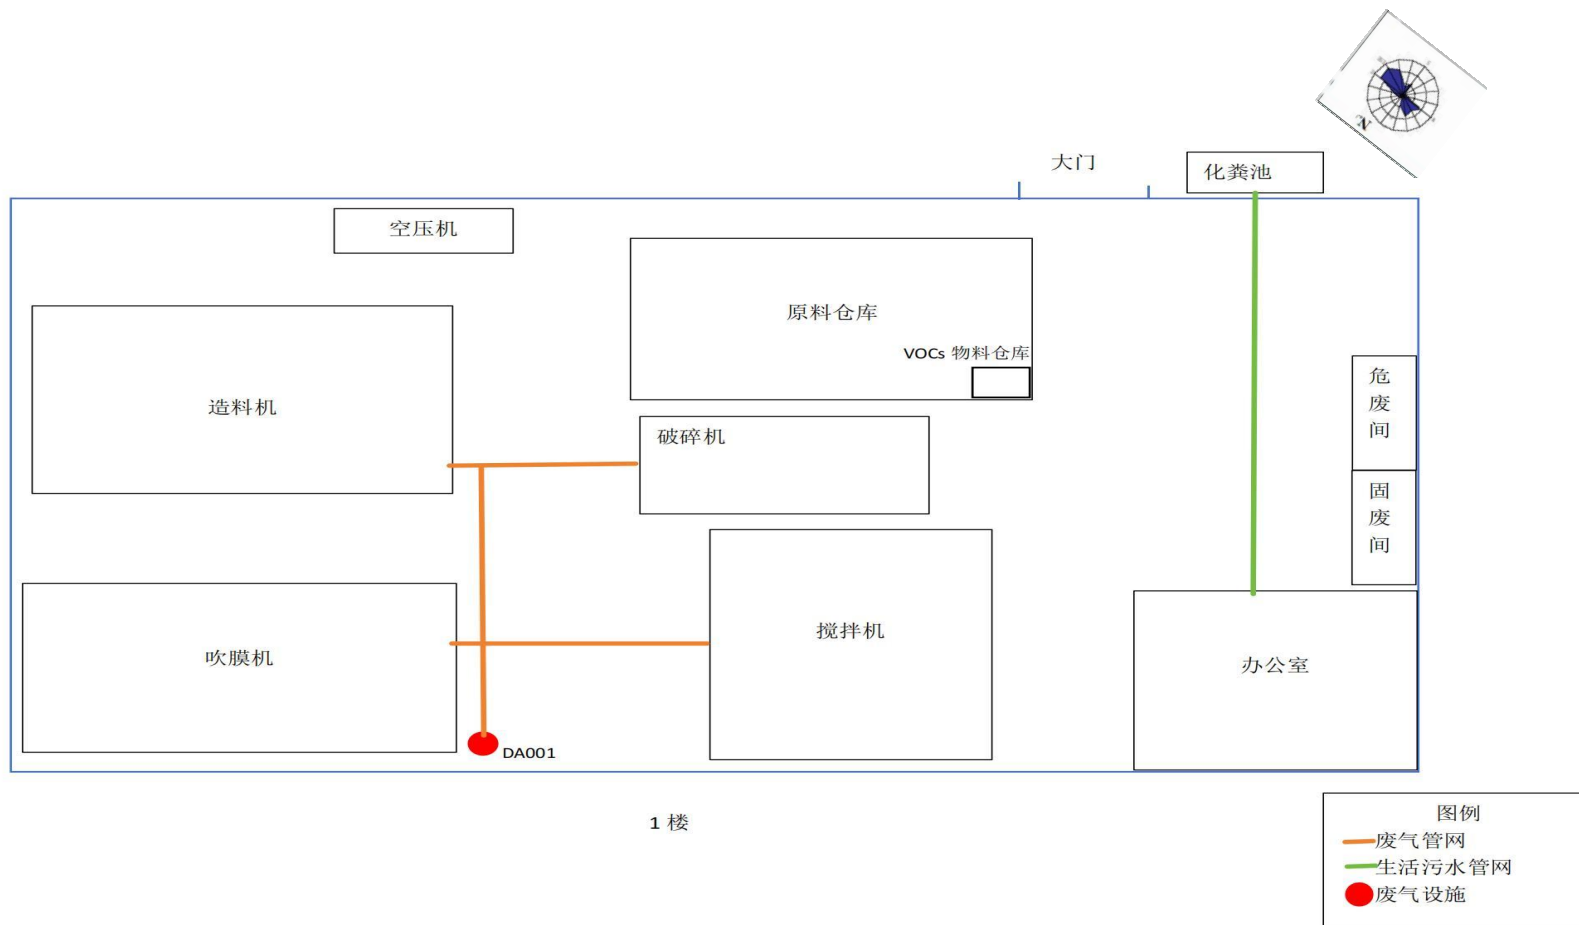 N
大门
化粪池
空压机
原料仓库
VOCs 物料仓库
造料机
破碎机
危废间
固废间
吹膜机
搅拌机
办公室
DA001
1 楼
图例
废气管网
生活污水管网
废气设施